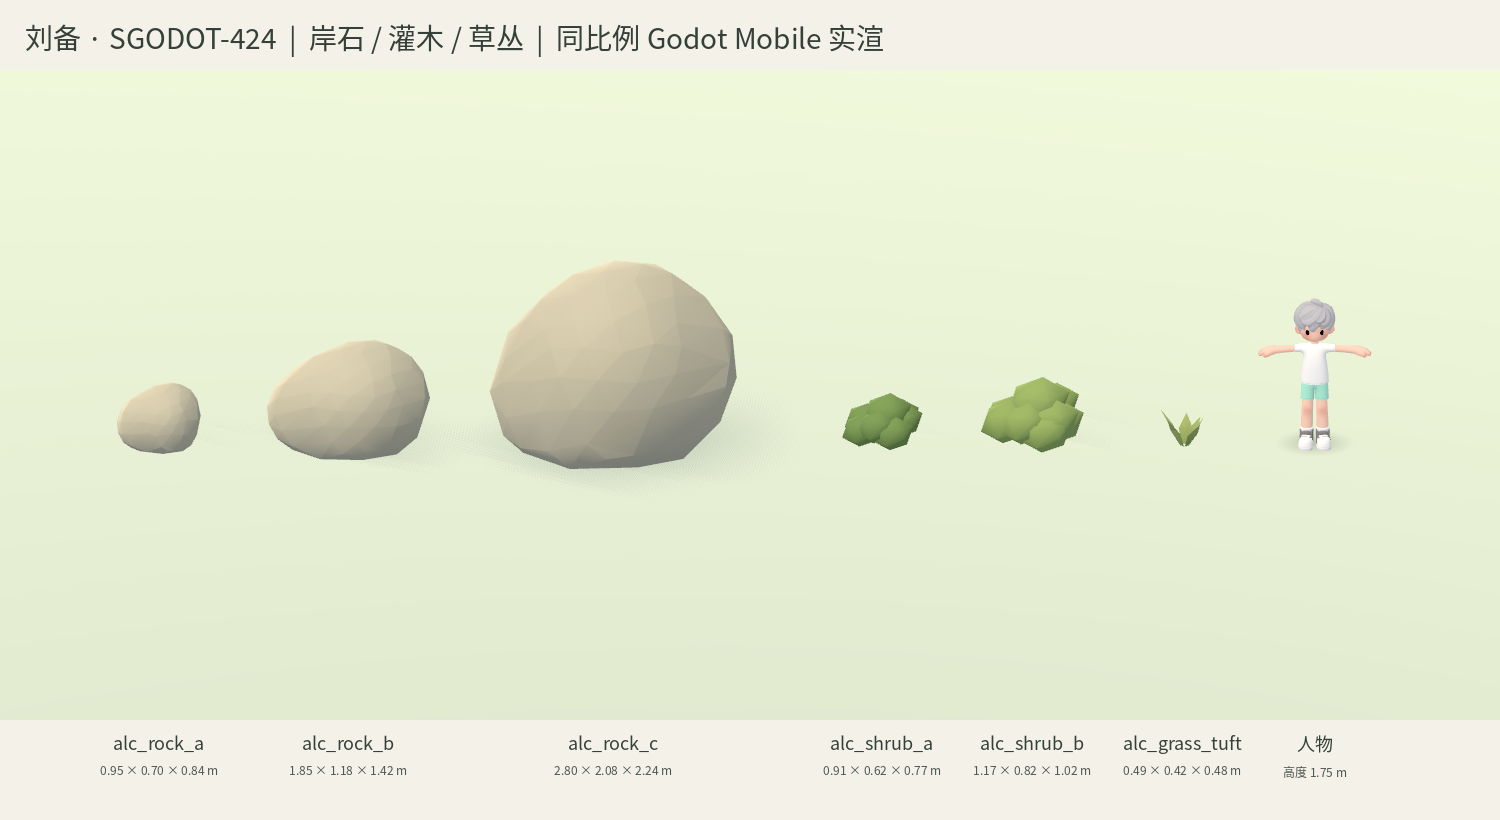 刘备 · SGODOT-424 | 岸石 / 灌木 / 草丛 | 同比例 Godot Mobile 实渲
alc_rock_a
0.95 × 0.70 × 0.84 m
alc_rock_b
1.85 × 1.18 × 1.42 m
alc_rock_c
2.80 × 2.08 × 2.24 m
alc_shrub_a
0.91 × 0.62 × 0.77 m
alc_shrub_b
1.17 × 0.82 × 1.02 m
alc_grass_tuft
0.49 × 0.42 × 0.48 m
人物
高度 1.75 m